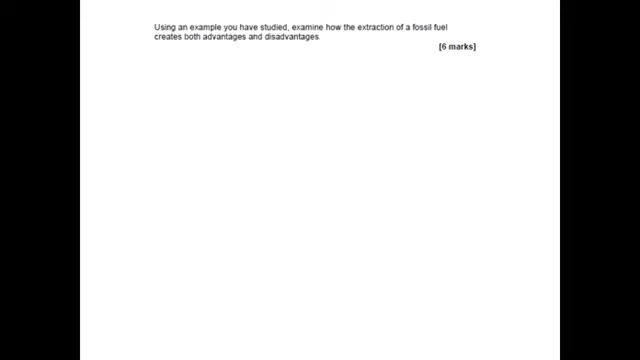 Using an example you have studied, examine how the extraction of a fossil fuel
creates both advantages and disadvantages.
[6 marks]